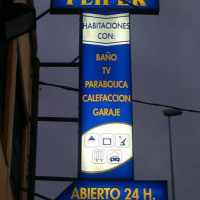 HABITACIONES
CON:
BAÑO
TV
PARABOLICA
CALEFACCION
GARAJE
ABIERTO 24 H.